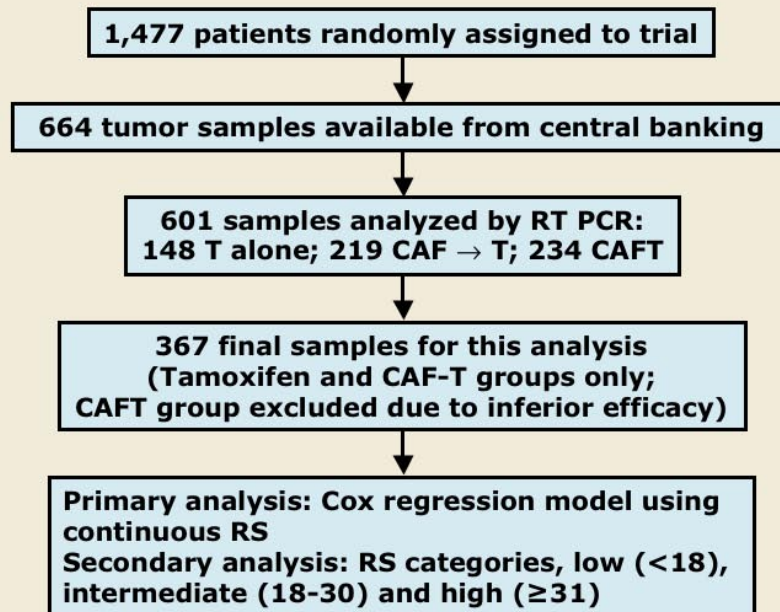 1,477 patients randomly assigned to trial
664 tumor samples available from central banking
601 samples analyzed by RT PCR:
148 T alone; 219 CAF → T; 234 CAFT
367 final samples for this analysis
(Tamoxifen and CAF-T groups only;
CAFT group excluded due to inferior efficacy)
Primary analysis: Cox regression model using
continuous RS
Secondary analysis: RS categories, low (<18),
intermediate (18-30) and high (≥31)